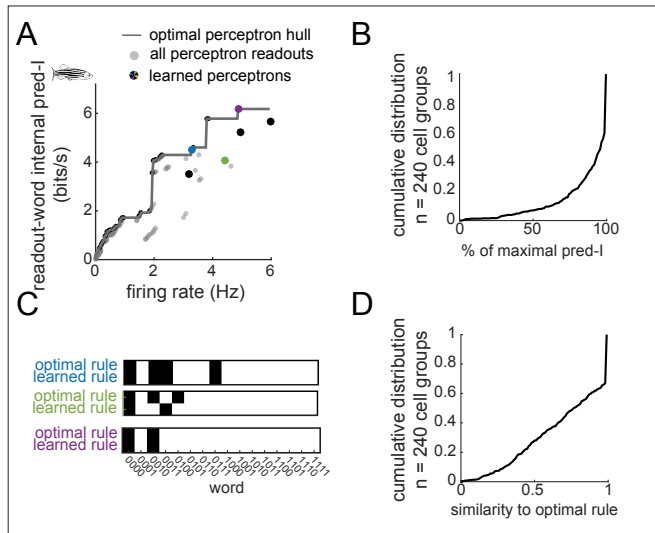 A
optimal perceptron hull
all perceptron readouts
learned perceptrons
readout-word internal pred-I
(bits/s)
6
4
2
0
0 2 4 6
firing rate (Hz)
B
cumulative distribution
n = 240 cell groups
1
0.8
0.6
0.4
0.2
0
0 50 100
% of maximal pred-I
C
optimal rule
learned rule
optimal rule
learned rule
optimal rule
learned rule
word
D
cumulative distribution
n = 240 cell groups
1
0.8
0.6
0.4
0.2
0
0 0.5 1
similarity to optimal rule